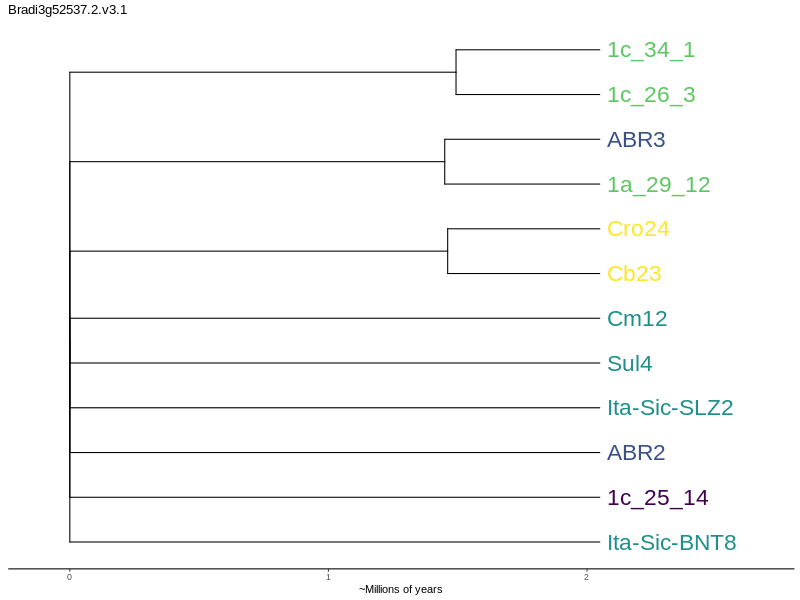 Bradi3g52537.2.v3.1
1c_34_1
1c_26_3
ABR3
1a_29_12
Cro24
Cb23
Cm12
Sul4
Ita-Sic-SLZ2
ABR2
1c_25_14
Ita-Sic-BNT8
0 1 2
~Millions of years